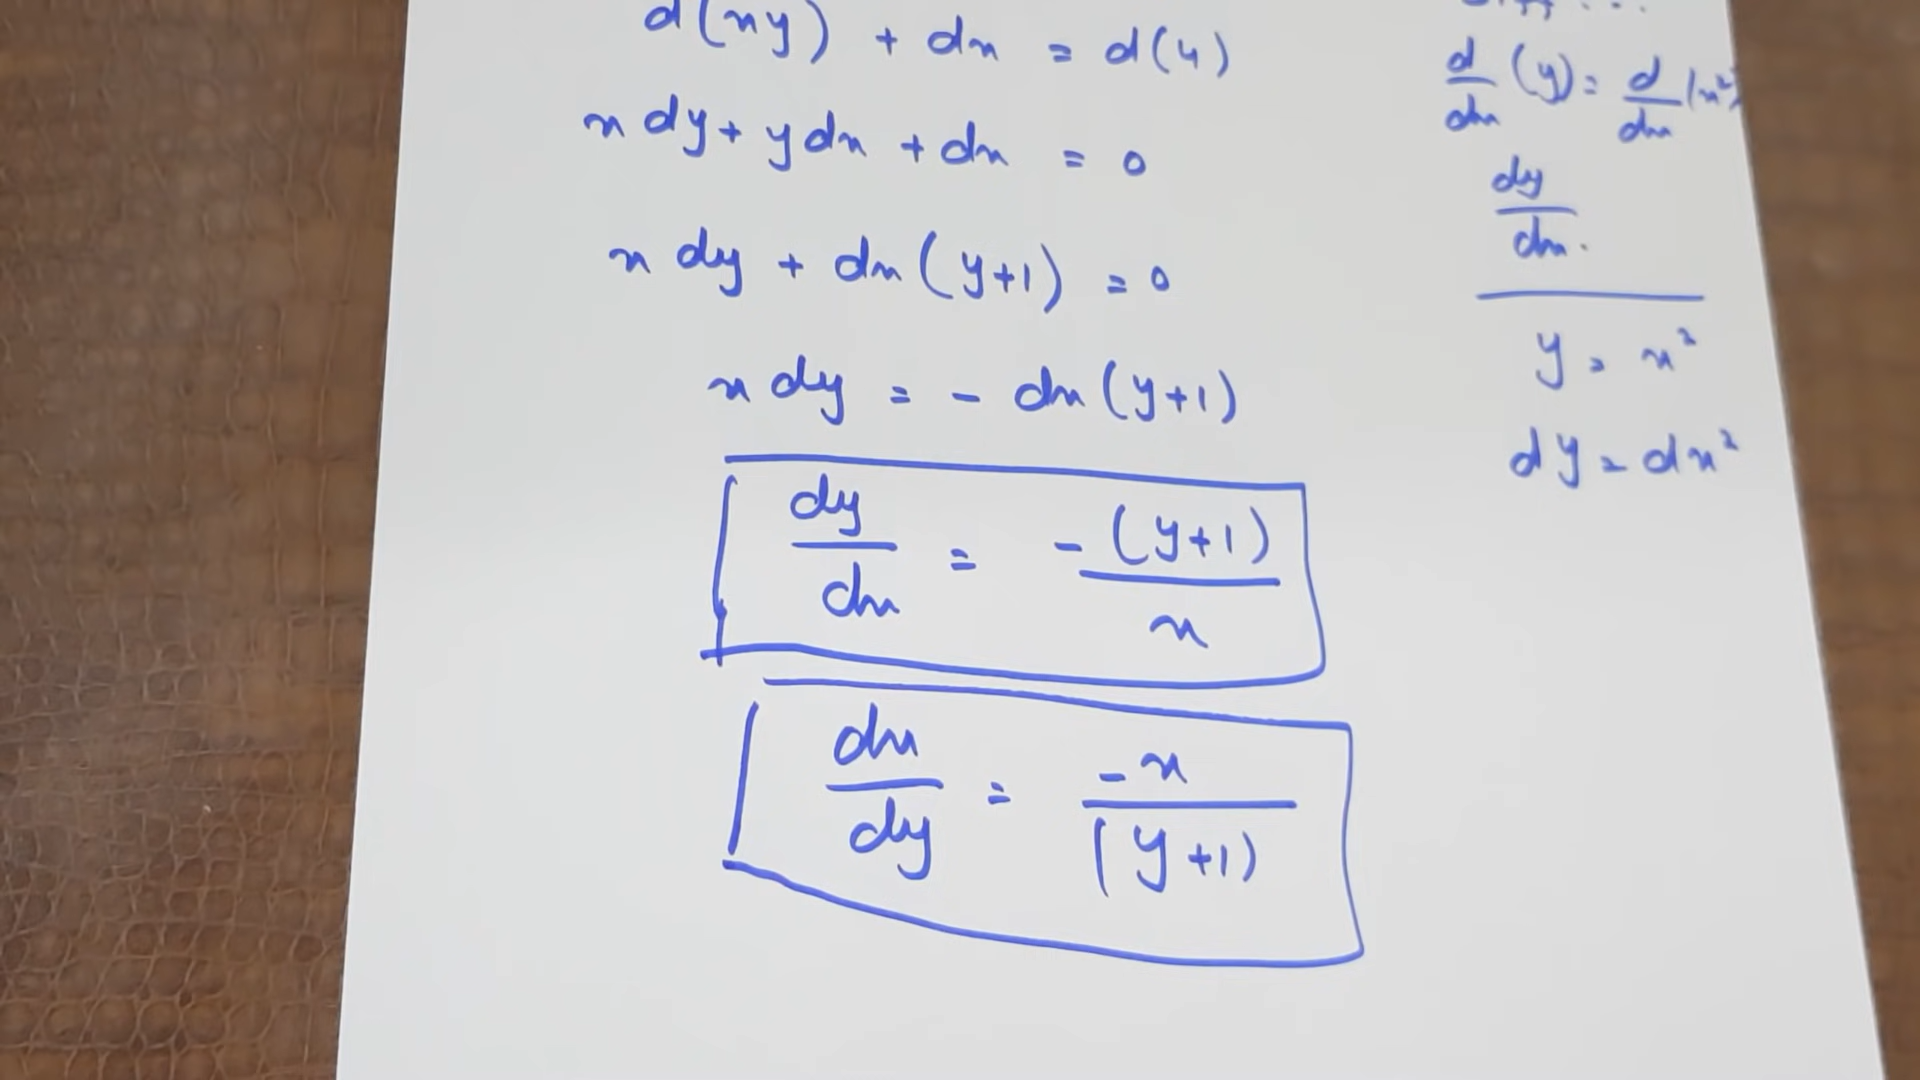 d(xy) + dx = d(4)
x dy + y dx + dx = 0
x dy + dx (y+1) = 0
x dy = - dx (y+1)
dy/dx = -(y+1)/x
dx/dy = -x/(y+1)
d/dx (y) = d/dx (x²)
dy/dx.
y = x²
dy = dx²